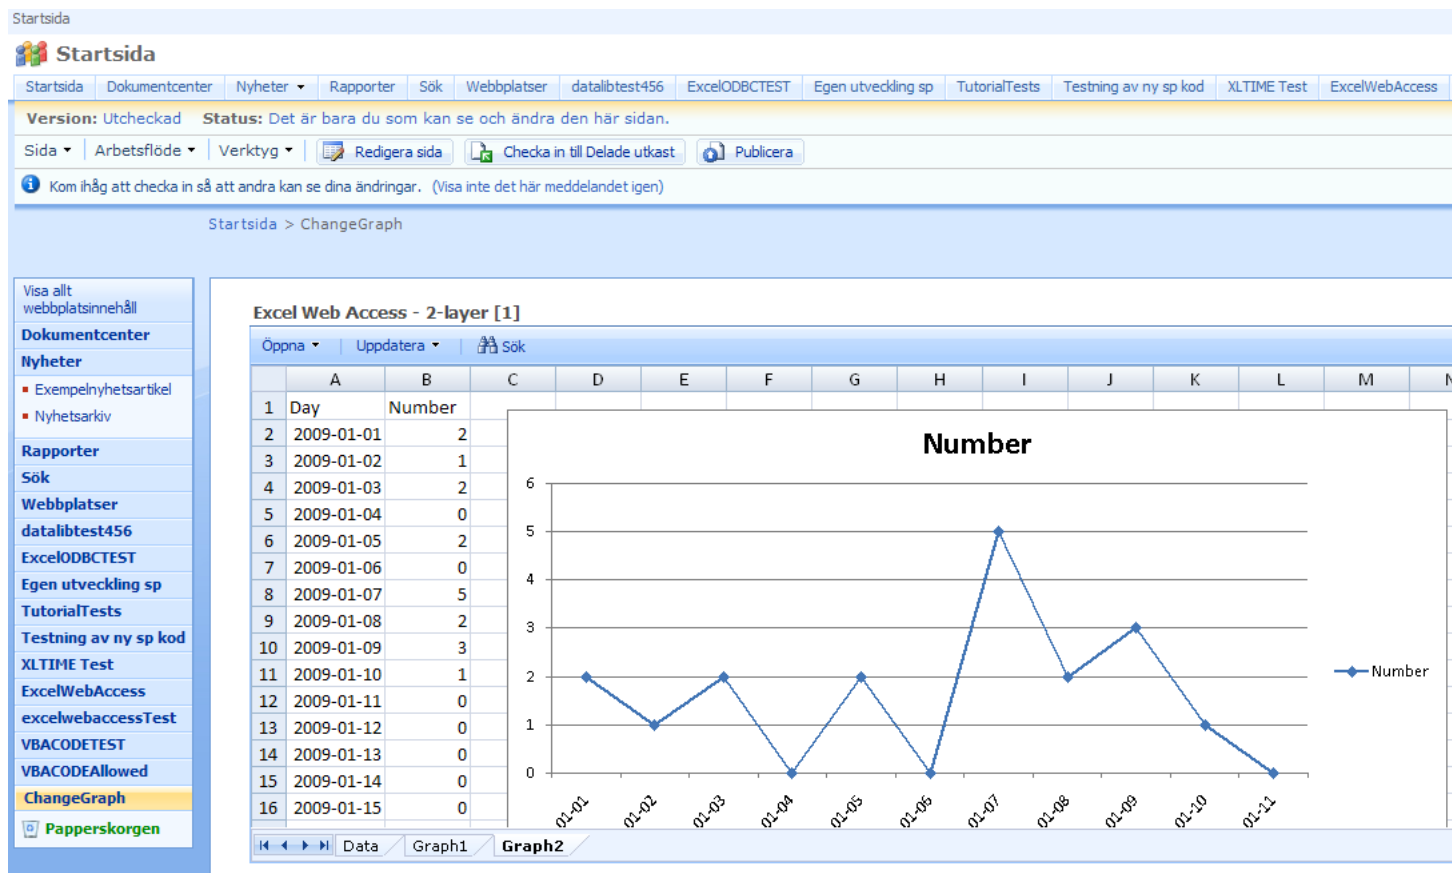 Startsida
Startsida
Startsida Dokumentcenter Nyheter Rapporter Sök Webbplatser datalibtest456 ExcelODBCTEST Egen utveckling sp TutorialTests Testning av ny sp kod XLTIME Test ExcelWebAccess
Version: Utcheckad Status: Det är bara du som kan se och ändra den här sidan.
Sida Arbetsflöde Verktyg Redigera sida Checka in till Delade utkast Publicera
Kom ihåg att checka in så att andra kan se dina ändringar. (Visa inte det här meddelandet igen)
Startsida > ChangeGraph
Visa allt
webbplatsinnehåll
Dokumentcenter
Nyheter
Exempelnyhetsartikel
Nyhetsarkiv
Rapporter
Sök
Webbplatser
datalibtest456
ExcelODBCTEST
Egen utveckling sp
TutorialTests
Testning av ny sp kod
XLTIME Test
ExcelWebAccess
excelwebaccessTest
VBACODETEST
VBACODEAllowed
ChangeGraph
Papperskorgen
Excel Web Access - 2-layer [1]
Öppna Uppdatera Sök
A B C D E F G H I J K L M N
1 Day Number
2 2009-01-01 2
3 2009-01-02 1
4 2009-01-03 2
5 2009-01-04 0
6 2009-01-05 2
7 2009-01-06 0
8 2009-01-07 5
9 2009-01-08 2
10 2009-01-09 3
11 2009-01-10 1
12 2009-01-11 0
13 2009-01-12 0
14 2009-01-13 0
15 2009-01-14 0
16 2009-01-15 0
Number
6
5
4
3
2
1
0
01-01 01-02 01-03 01-04 01-05 01-06 01-07 01-08 01-09 01-10 01-11
Number
Data Graph1 Graph2